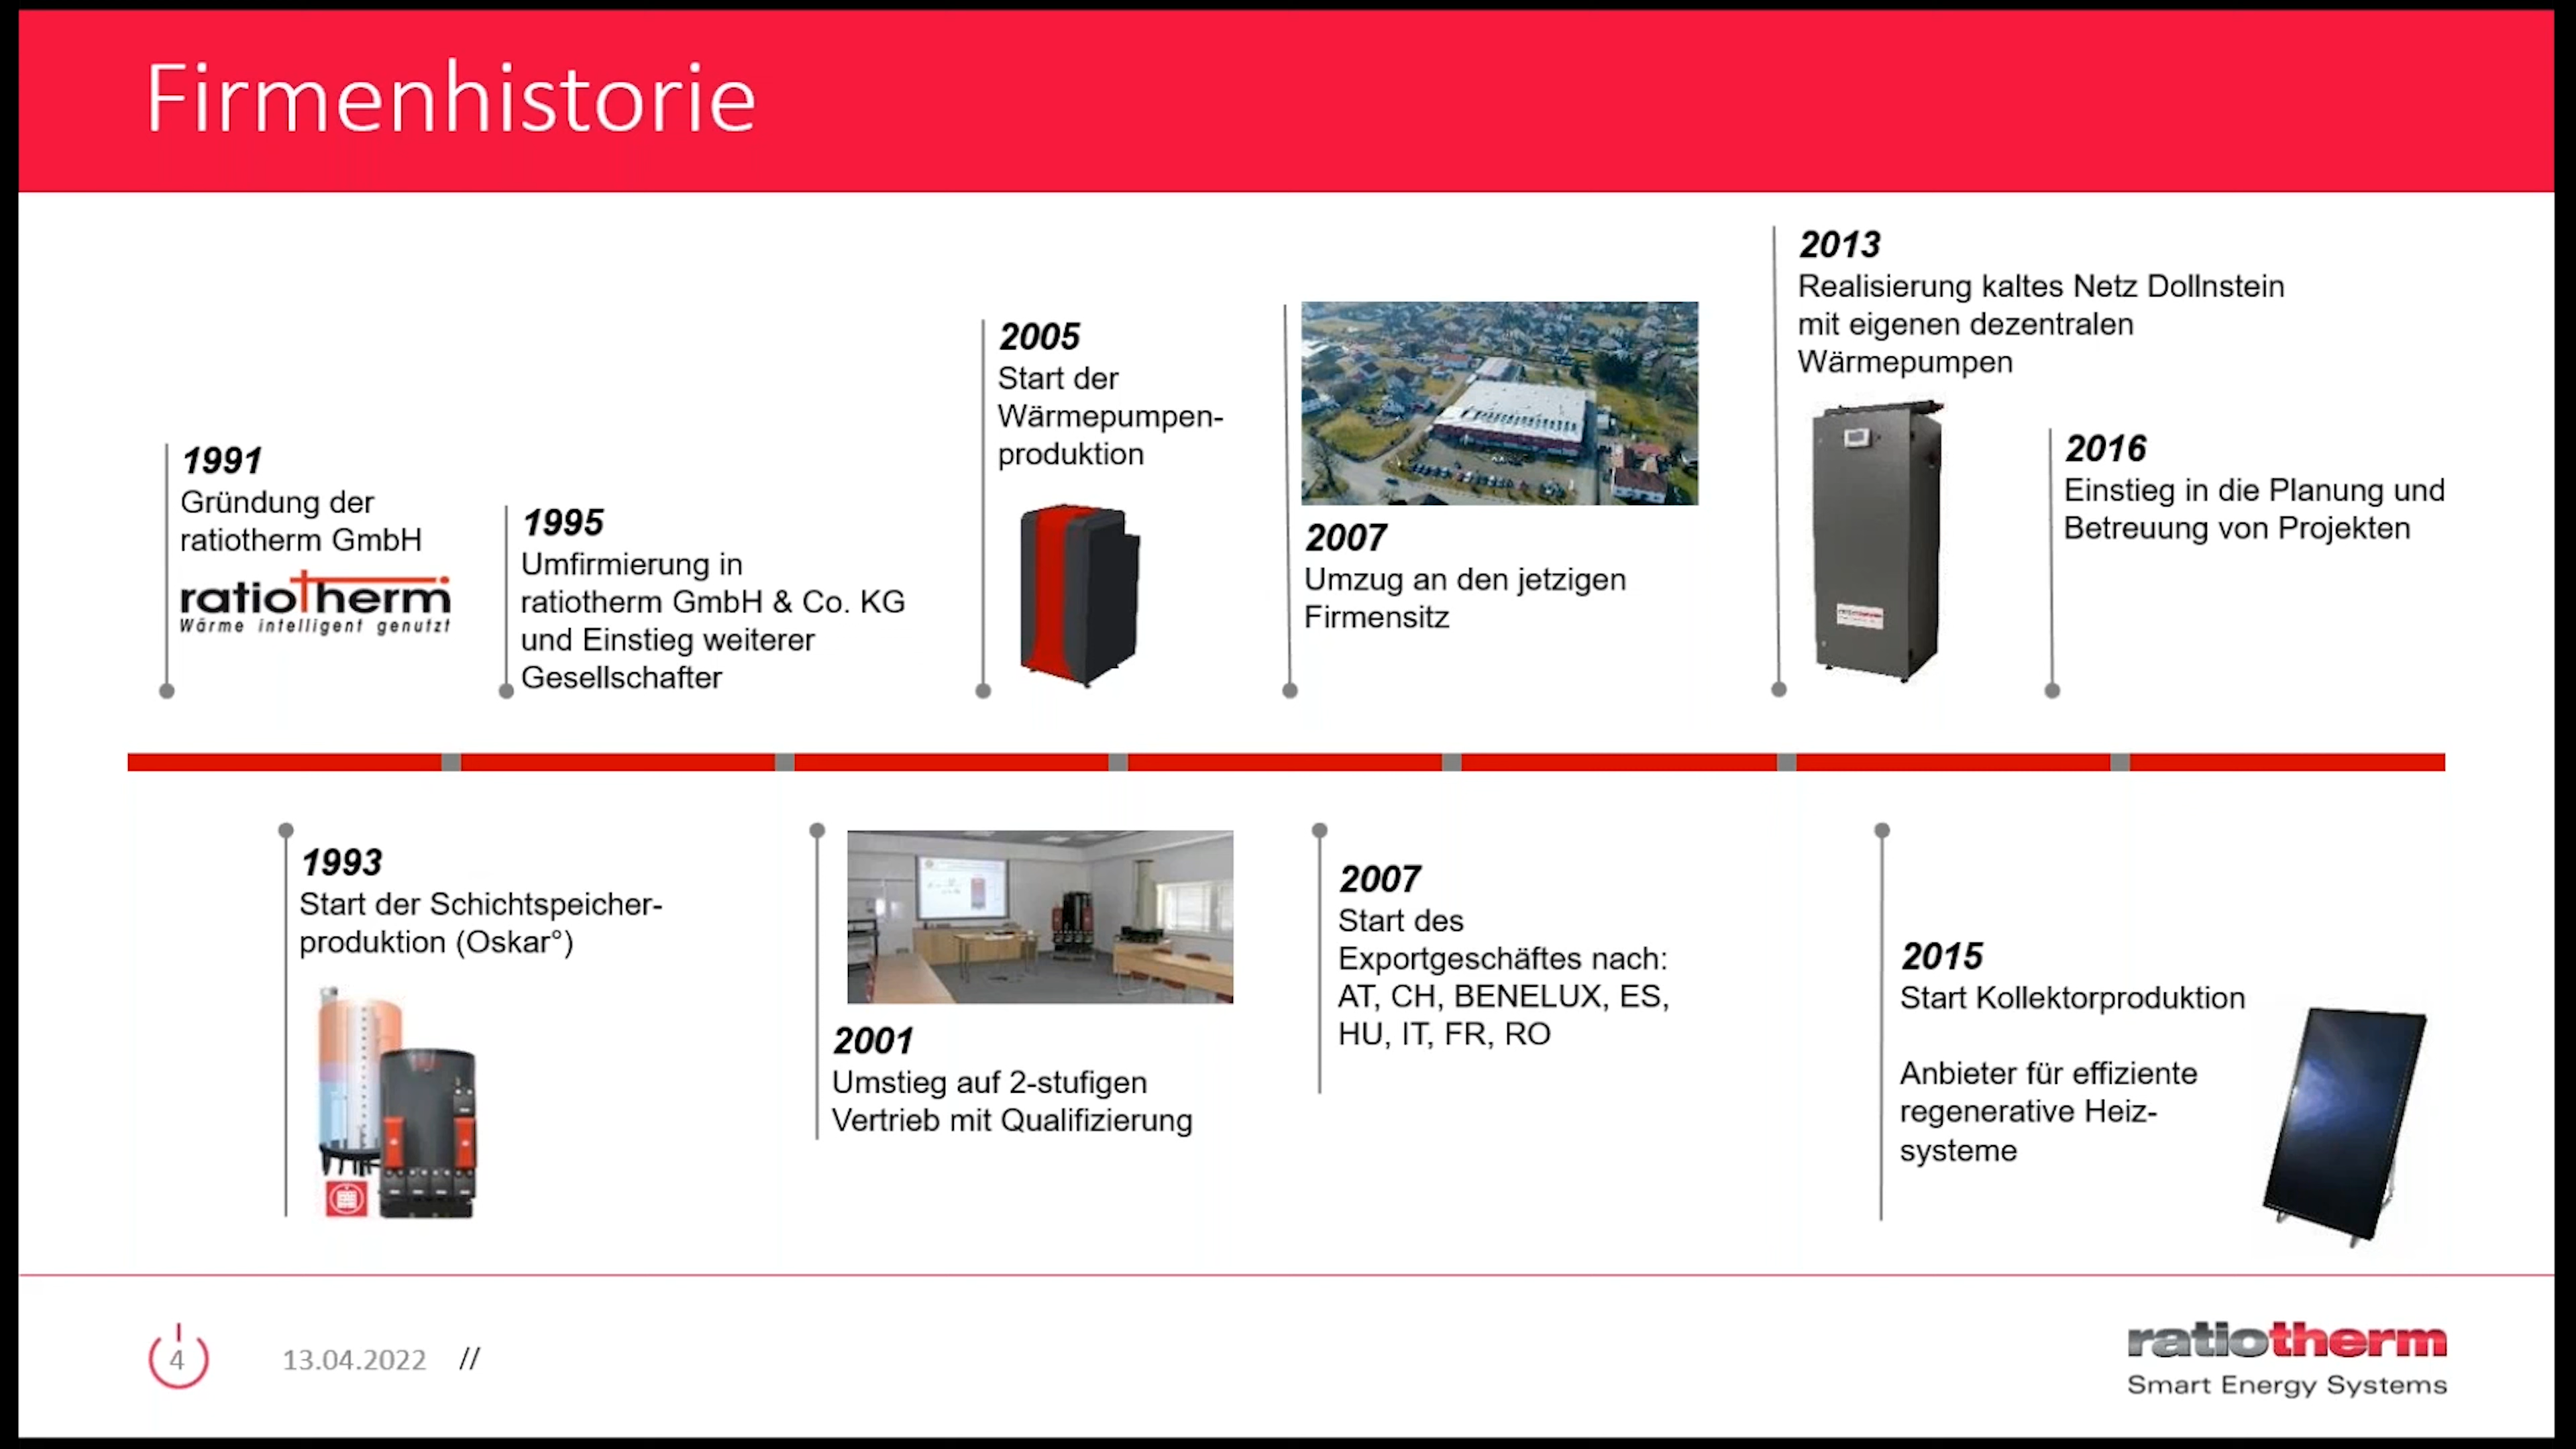 Firmenhistorie
1991
Gründung der
ratiotherm GmbH
ratiotherm
Wärme intelligent genutzt
1995
Umfirmierung in
ratiotherm GmbH & Co. KG
und Einstieg weiterer
Gesellschafter
2005
Start der
Wärmepumpen-
produktion
2007
Umzug an den jetzigen
Firmensitz
2013
Realisierung kaltes Netz Dollnstein
mit eigenen dezentralen
Wärmepumpen
2016
Einstieg in die Planung und
Betreuung von Projekten
1993
Start der Schichtspeicher-
produktion (Oskar°)
2001
Umstieg auf 2-stufigen
Vertrieb mit Qualifizierung
2007
Start des
Exportgeschäftes nach:
AT, CH, BENELUX, ES,
HU, IT, FR, RO
2015
Start Kollektorproduktion
Anbieter für effiziente
regenerative Heiz-
systeme
4
13.04.2022 //
ratiotherm
Smart Energy Systems